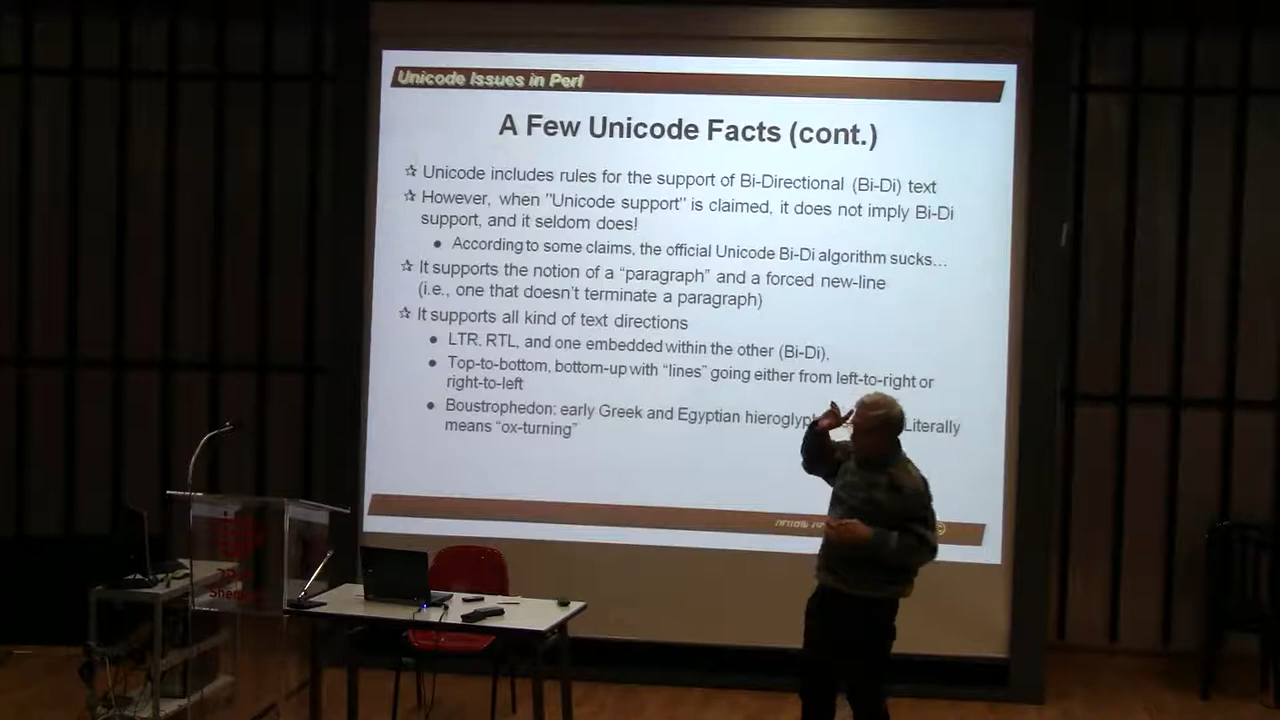 Unicode Issues in Perl
A Few Unicode Facts (cont.)
☆ Unicode includes rules for the support of Bi-Directional (Bi-Di) text
☆ However, when "Unicode support" is claimed, it does not imply Bi-Di
support, and it seldom does!
● According to some claims, the official Unicode Bi-Di algorithm sucks…
☆ It supports the notion of a “paragraph” and a forced new-line
(i.e., one that doesn’t terminate a paragraph)
☆ It supports all kind of text directions
● LTR, RTL, and one embedded within the other (Bi-Di),
● Top-to-bottom, bottom-up with “lines” going either from left-to-right or
right-to-left
● Boustrophedon: early Greek and Egyptian Literally
means “ox-turning”
©